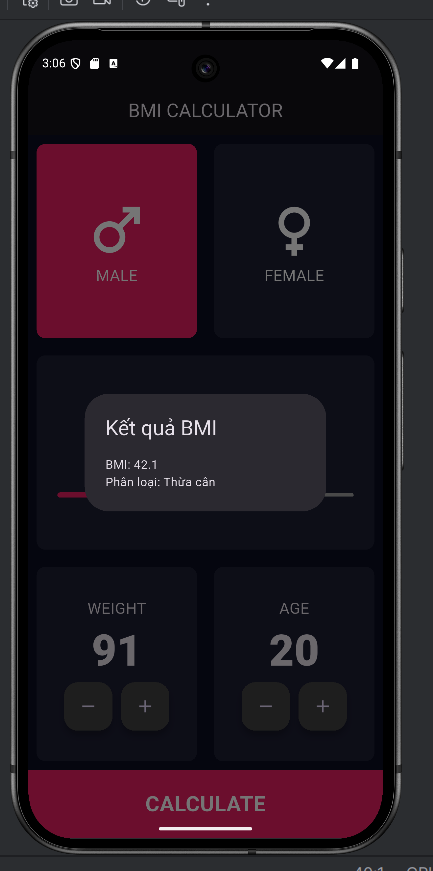 3:06
BMI CALCULATOR
MALE
FEMALE
Kết quả BMI
BMI: 42.1
Phân loại: Thừa cân
WEIGHT
AGE
91
20
− +
− +
CALCULATE